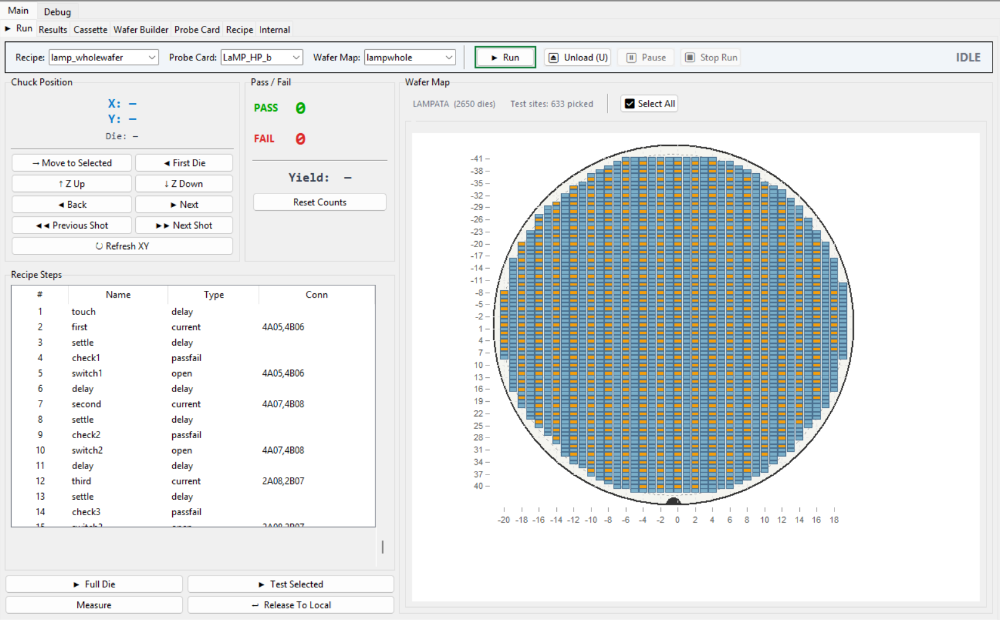 Main Debug
Run Results Cassette Wafer Builder Probe Card Recipe Internal
Recipe: lamp_wholewafer Probe Card: LaMP_HP_b Wafer Map: lampwhole Run Unload (U) Pause Stop Run IDLE
Chuck Position
X: –
Y: –
Die: –
→ Move to Selected ◄ First Die
↑ Z Up ↓ Z Down
◄ Back ► Next
◄◄ Previous Shot ►► Next Shot
↻ Refresh XY
Pass / Fail
PASS 0
FAIL 0
Yield: –
Reset Counts
Recipe Steps
# Name Type Conn
1 touch delay
2 first current 4A05,4B06
3 settle delay
4 check1 passfail
5 switch1 open 4A05,4B06
6 delay delay
7 second current 4A07,4B08
8 settle delay
9 check2 passfail
10 switch2 open 4A07,4B08
11 delay delay
12 third current 2A08,2B07
13 settle delay
14 check3 passfail
15 switch3 open 2A08,2B07
► Full Die ► Test Selected
Measure ↩ Release To Local
Wafer Map
LAMPATA (2650 dies) Test sites: 633 picked Select All
-41
-38
-35
-32
-29
-26
-23
-20
-17
-14
-11
-8
-5
-2
1
4
7
10
13
16
19
22
25
28
31
34
37
40
-20 -18 -16 -14 -12 -10 -8 -6 -4 -2 0 2 4 6 8 10 12 14 16 18